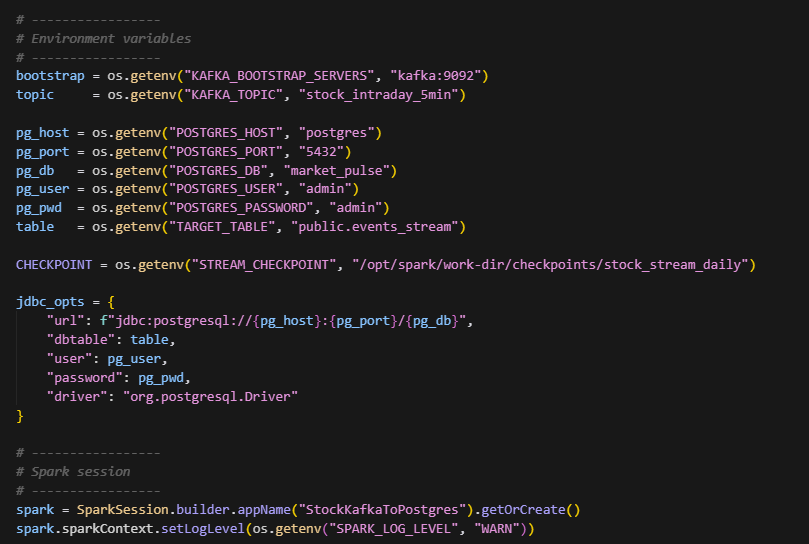 # -----------------
# Environment variables
# -----------------
bootstrap = os.getenv("KAFKA_BOOTSTRAP_SERVERS", "kafka:9092")
topic     = os.getenv("KAFKA_TOPIC", "stock_intraday_5min")

pg_host = os.getenv("POSTGRES_HOST", "postgres")
pg_port = os.getenv("POSTGRES_PORT", "5432")
pg_db   = os.getenv("POSTGRES_DB", "market_pulse")
pg_user = os.getenv("POSTGRES_USER", "admin")
pg_pwd  = os.getenv("POSTGRES_PASSWORD", "admin")
table   = os.getenv("TARGET_TABLE", "public.events_stream")

CHECKPOINT = os.getenv("STREAM_CHECKPOINT", "/opt/spark/work-dir/checkpoints/stock_stream_daily")

jdbc_opts = {
    "url": f"jdbc:postgresql://{pg_host}:{pg_port}/{pg_db}",
    "dbtable": table,
    "user": pg_user,
    "password": pg_pwd,
    "driver": "org.postgresql.Driver"
}

# -----------------
# Spark session
# -----------------
spark = SparkSession.builder.appName("StockKafkaToPostgres").getOrCreate()
spark.sparkContext.setLogLevel(os.getenv("SPARK_LOG_LEVEL", "WARN"))